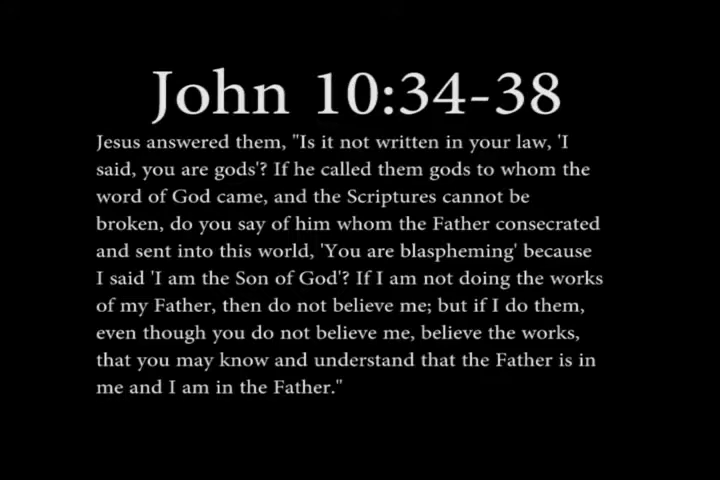 John 10:34-38
Jesus answered them, "Is it not written in your law, 'I
said, you are gods'? If he called them gods to whom the
word of God came, and the Scriptures cannot be
broken, do you say of him whom the Father consecrated
and sent into this world, 'You are blaspheming' because
I said 'I am the Son of God'? If I am not doing the works
of my Father, then do not believe me; but if I do them,
even though you do not believe me, believe the works,
that you may know and understand that the Father is in
me and I am in the Father."